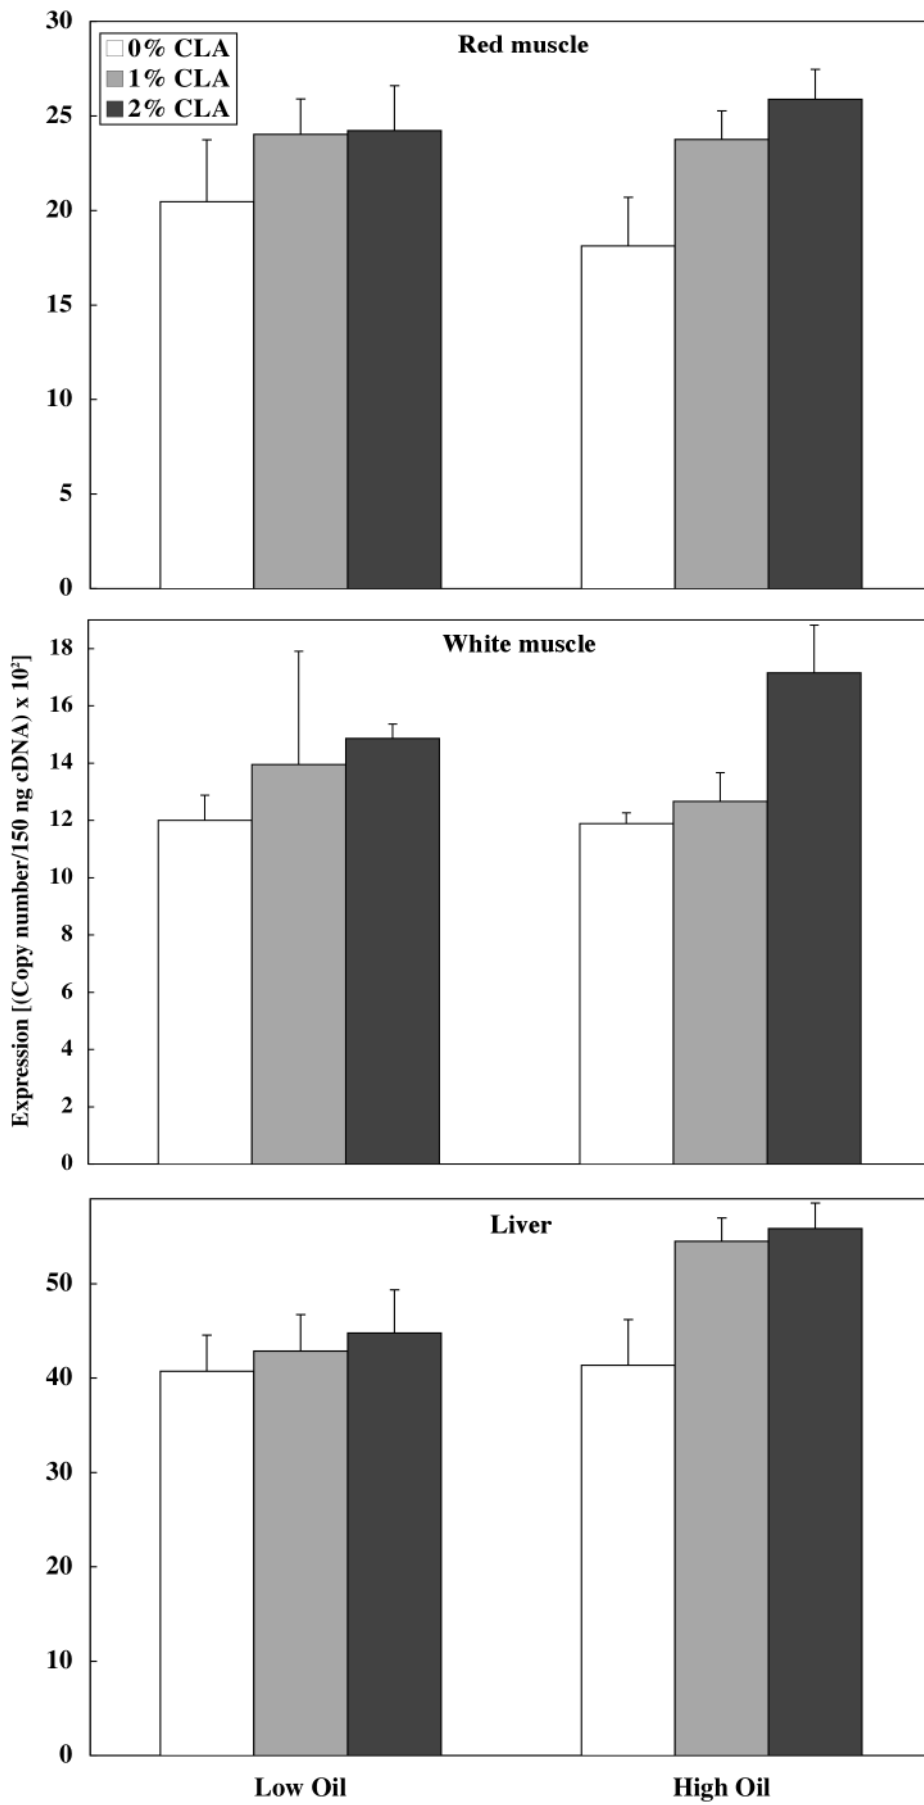 30
0% CLA
1% CLA
2% CLA
Red muscle
25
20
15
10
5
0
Expression [(Copy number/150 ng cDNA) x 10²]
White muscle
18
16
14
12
10
8
6
4
2
0
Liver
50
40
30
20
10
0
Low Oil
High Oil